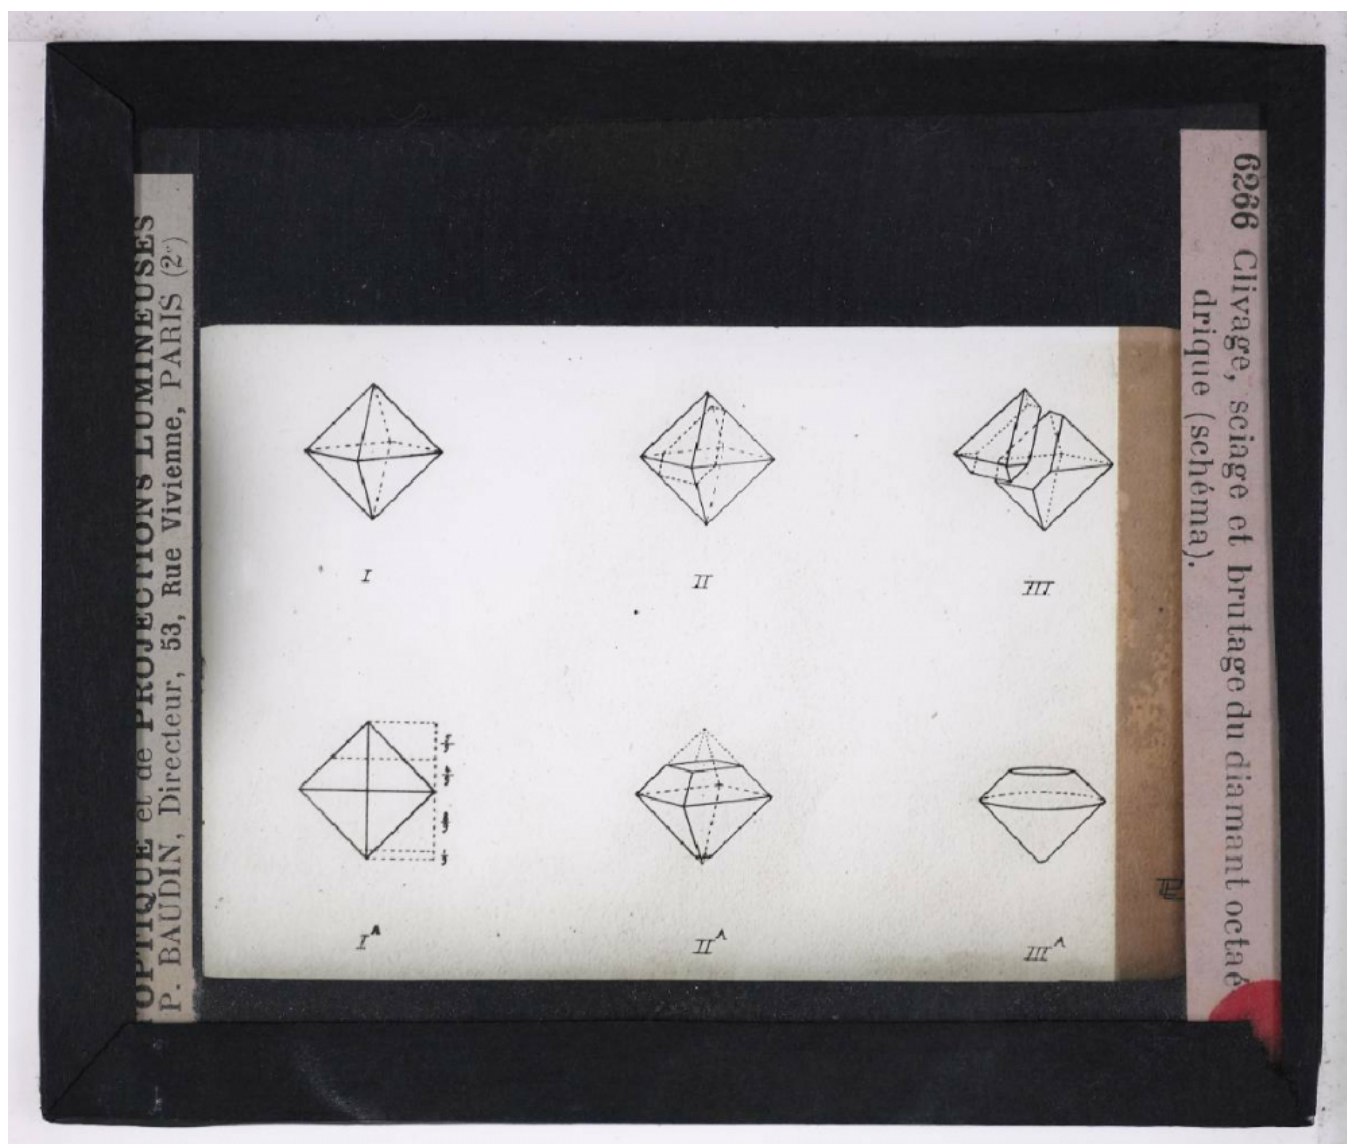 OPTIQUE et de PROJECTIONS LUMINEUSES
P. BAUDIN, Directeur, 53, Rue Vivienne, PARIS (2e)
I
II
III
I^A
II^A
III^A
6266 Clivage, sciage et brutage du diamant octaé
drique (schéma).